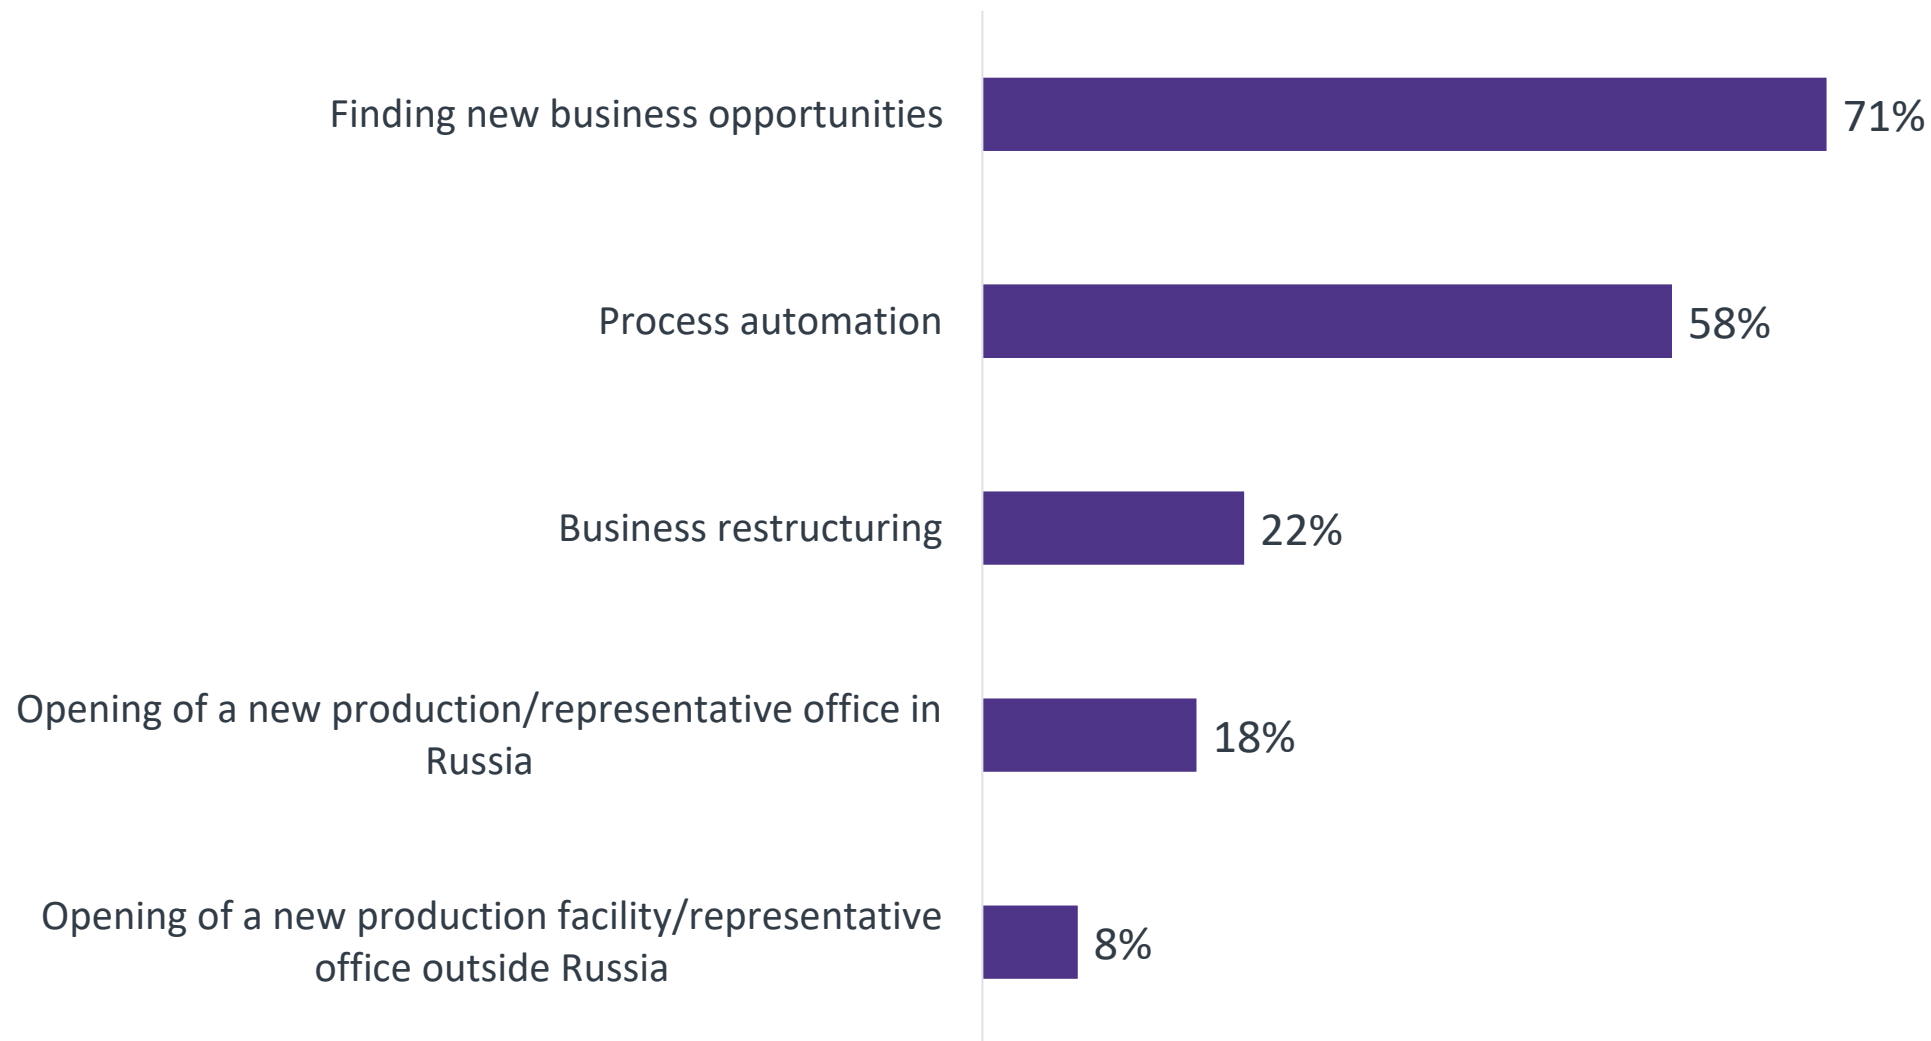 Finding new business opportunities
71%
Process automation
58%
Business restructuring
22%
Opening of a new production/representative office in
Russia
18%
Opening of a new production facility/representative
office outside Russia
8%